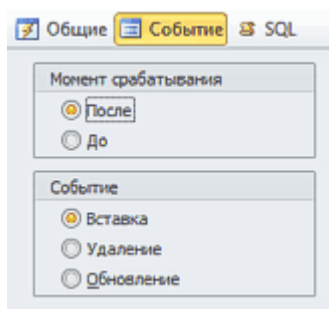 Общие Событие SQL
Момент срабатывания
После
До
Событие
Вставка
Удаление
Обновление